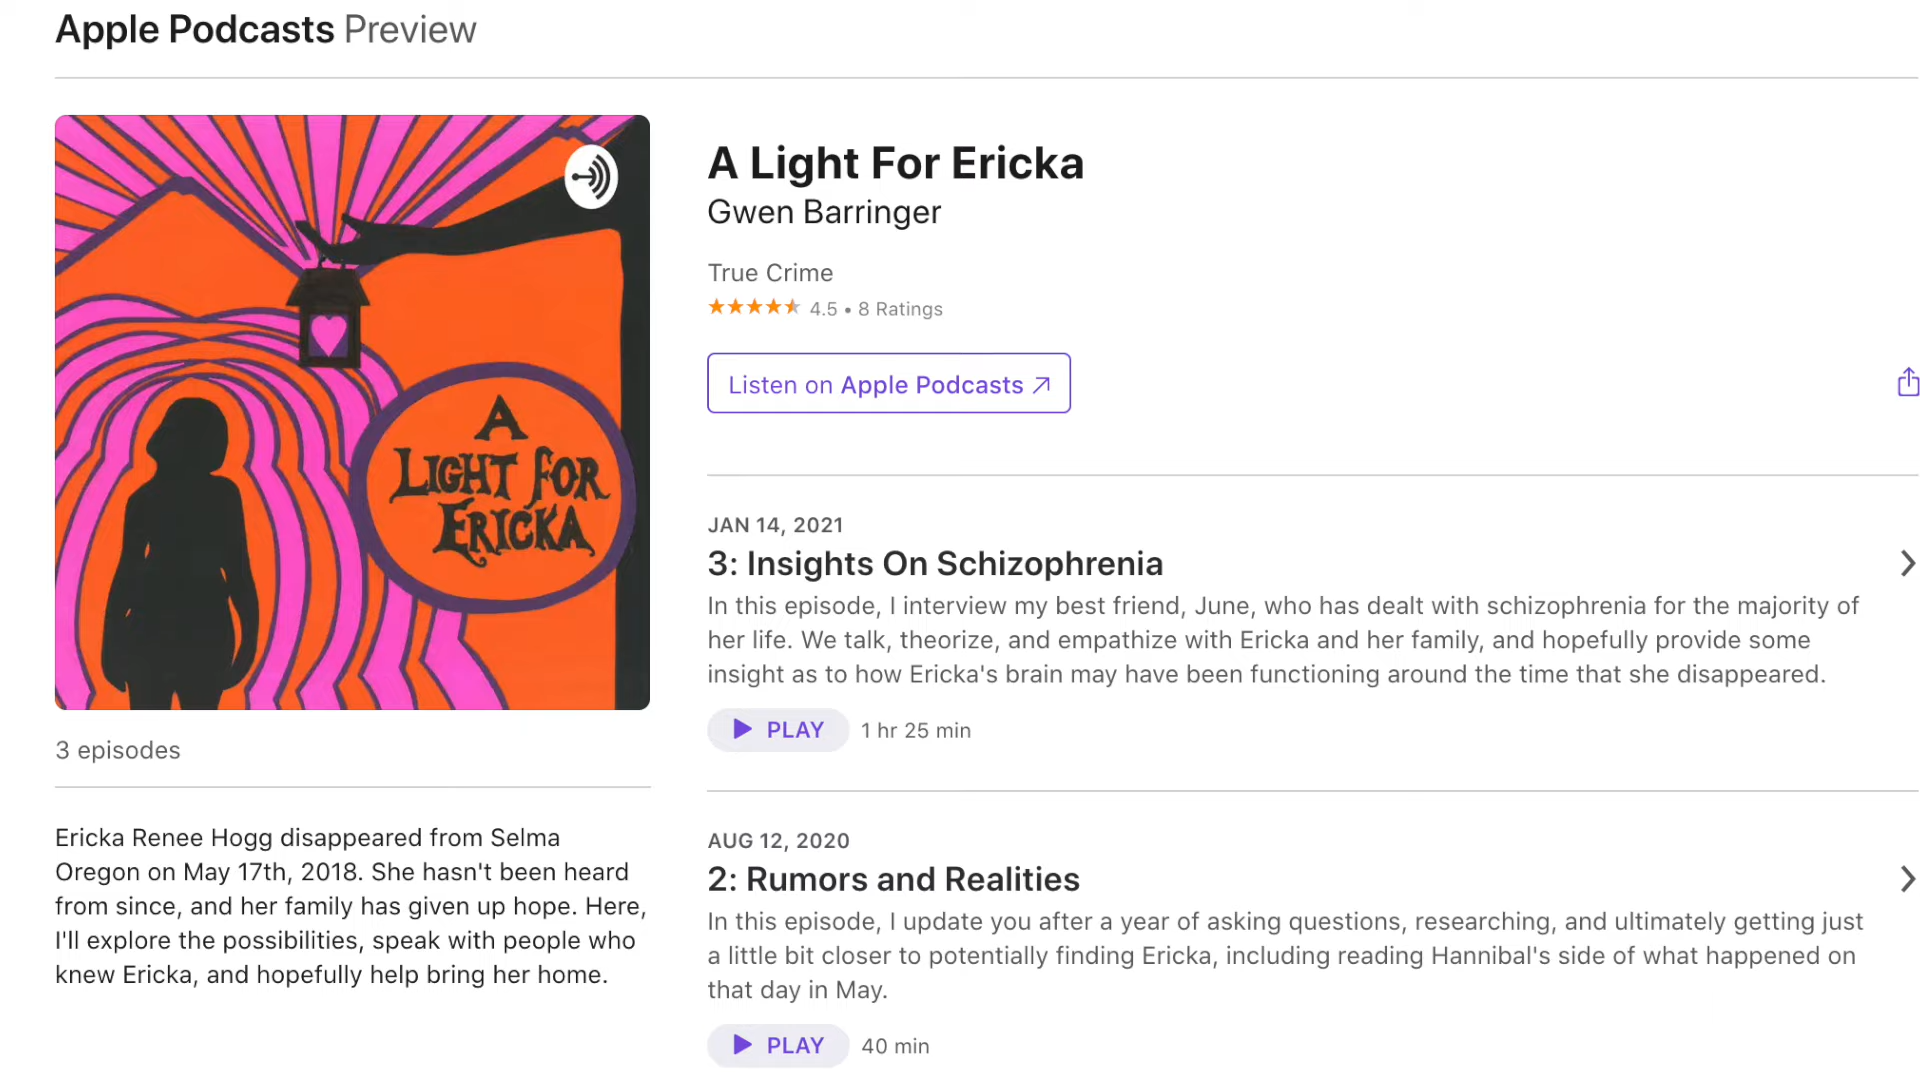 Apple Podcasts Preview
A
LIGHT FOR
ERICKA
3 episodes
Ericka Renee Hogg disappeared from Selma
Oregon on May 17th, 2018. She hasn't been heard
from since, and her family has given up hope. Here,
I'll explore the possibilities, speak with people who
knew Ericka, and hopefully help bring her home.
A Light For Ericka
Gwen Barringer
True Crime
4.5 • 8 Ratings
Listen on Apple Podcasts ↗
JAN 14, 2021
3: Insights On Schizophrenia
In this episode, I interview my best friend, June, who has dealt with schizophrenia for the majority of
her life. We talk, theorize, and empathize with Ericka and her family, and hopefully provide some
insight as to how Ericka's brain may have been functioning around the time that she disappeared.
PLAY 1 hr 25 min
AUG 12, 2020
2: Rumors and Realities
In this episode, I update you after a year of asking questions, researching, and ultimately getting just
a little bit closer to potentially finding Ericka, including reading Hannibal's side of what happened on
that day in May.
PLAY 40 min